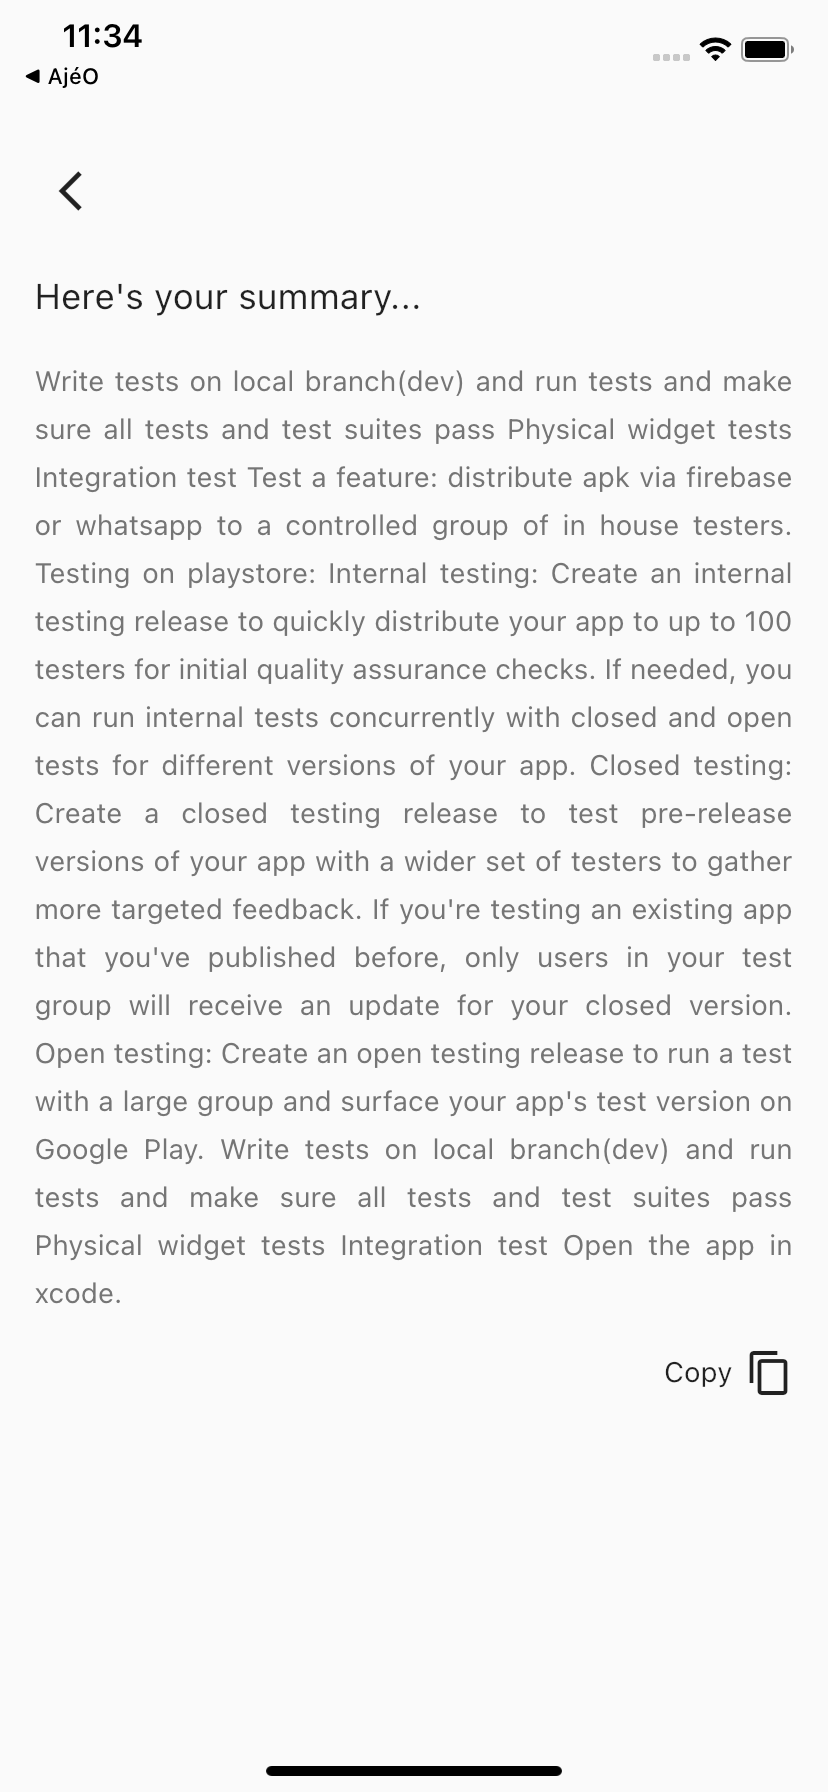 11:34
◀ AjéO
Here's your summary...
Write tests on local branch(dev) and run tests and make
sure all tests and test suites pass Physical widget tests
Integration test Test a feature: distribute apk via firebase
or whatsapp to a controlled group of in house testers.
Testing on playstore: Internal testing: Create an internal
testing release to quickly distribute your app to up to 100
testers for initial quality assurance checks. If needed, you
can run internal tests concurrently with closed and open
tests for different versions of your app. Closed testing:
Create a closed testing release to test pre-release
versions of your app with a wider set of testers to gather
more targeted feedback. If you're testing an existing app
that you've published before, only users in your test
group will receive an update for your closed version.
Open testing: Create an open testing release to run a test
with a large group and surface your app's test version on
Google Play. Write tests on local branch(dev) and run
tests and make sure all tests and test suites pass
Physical widget tests Integration test Open the app in
xcode.
Copy